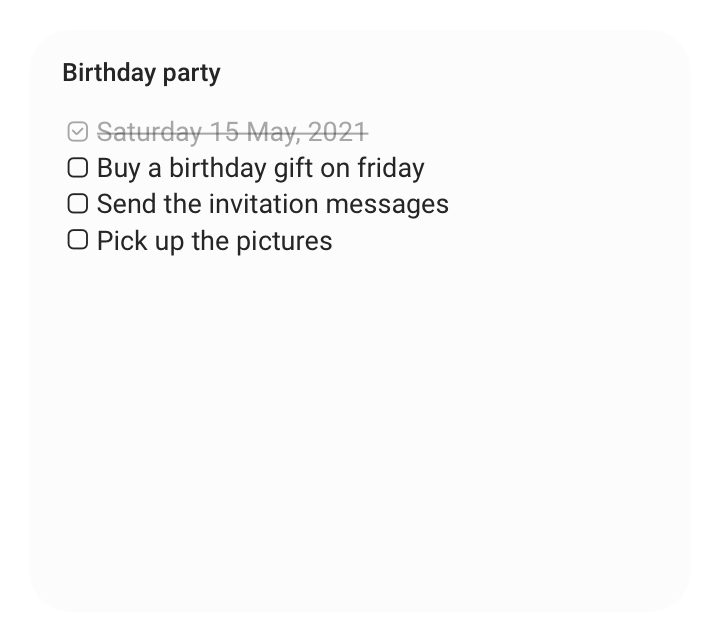 Birthday party
Saturday 15 May, 2021
Buy a birthday gift on friday
Send the invitation messages
Pick up the pictures